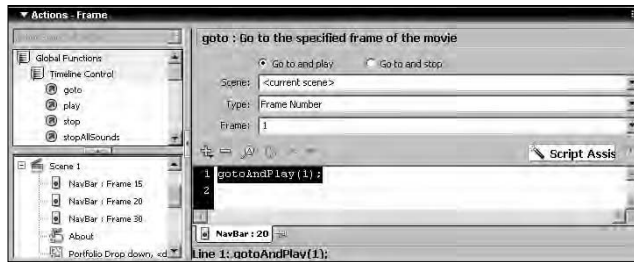 Actions - Frame
goto : Go to the specified frame of the movie
Global Functions
Timeline Control
goto
play
stop
stopAllSounds
Go to and play
Go to and stop
Scene: <current scene>
Type: Frame Number
Frame: 1
Script Assis
1 gotoAndPlay(1);
2
Scene 1
NavBar : Frame 15
NavBar : Frame 20
NavBar : Frame 30
About
Portfolio Drop down, <d
NavBar : 20
Line 1: gotoAndPlay(1);